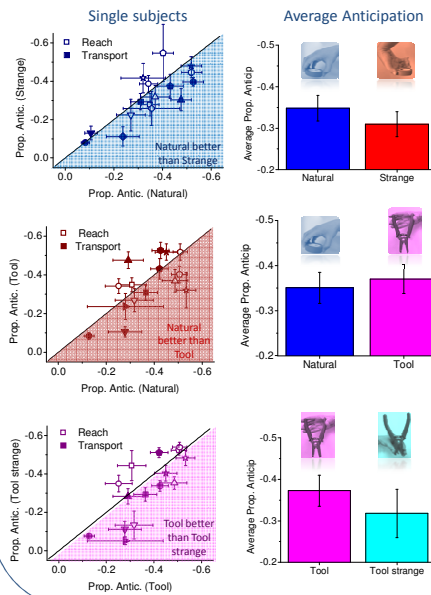 Single subjects
Average Anticipation
-0.6
-0.4
-0.2
0.0
Prop. Antic. (Strange)
Reach
Transport
Natural better
than Strange
0.0
-0.2
-0.4
-0.6
Prop. Antic. (Natural)
-0.5
-0.3
-0.2
Average Prop. Anticip
Natural
Strange
-0.6
-0.4
-0.2
0.0
Prop. Antic. (Tool)
Reach
Transport
Natural
better than
Tool
0.0
-0.2
-0.4
-0.6
Prop. Antic. (Natural)
-0.5
-0.4
-0.3
-0.2
Average Prop. Anticip
Natural
Tool
-0.6
-0.4
-0.2
0.0
Prop. Antic. (Tool strange)
Reach
Transport
Tool better
than Tool
strange
0.0
-0.2
-0.4
-0.6
Prop. Antic. (Tool)
-0.5
-0.3
-0.2
Average Prop. Anticip
Tool
Tool strange